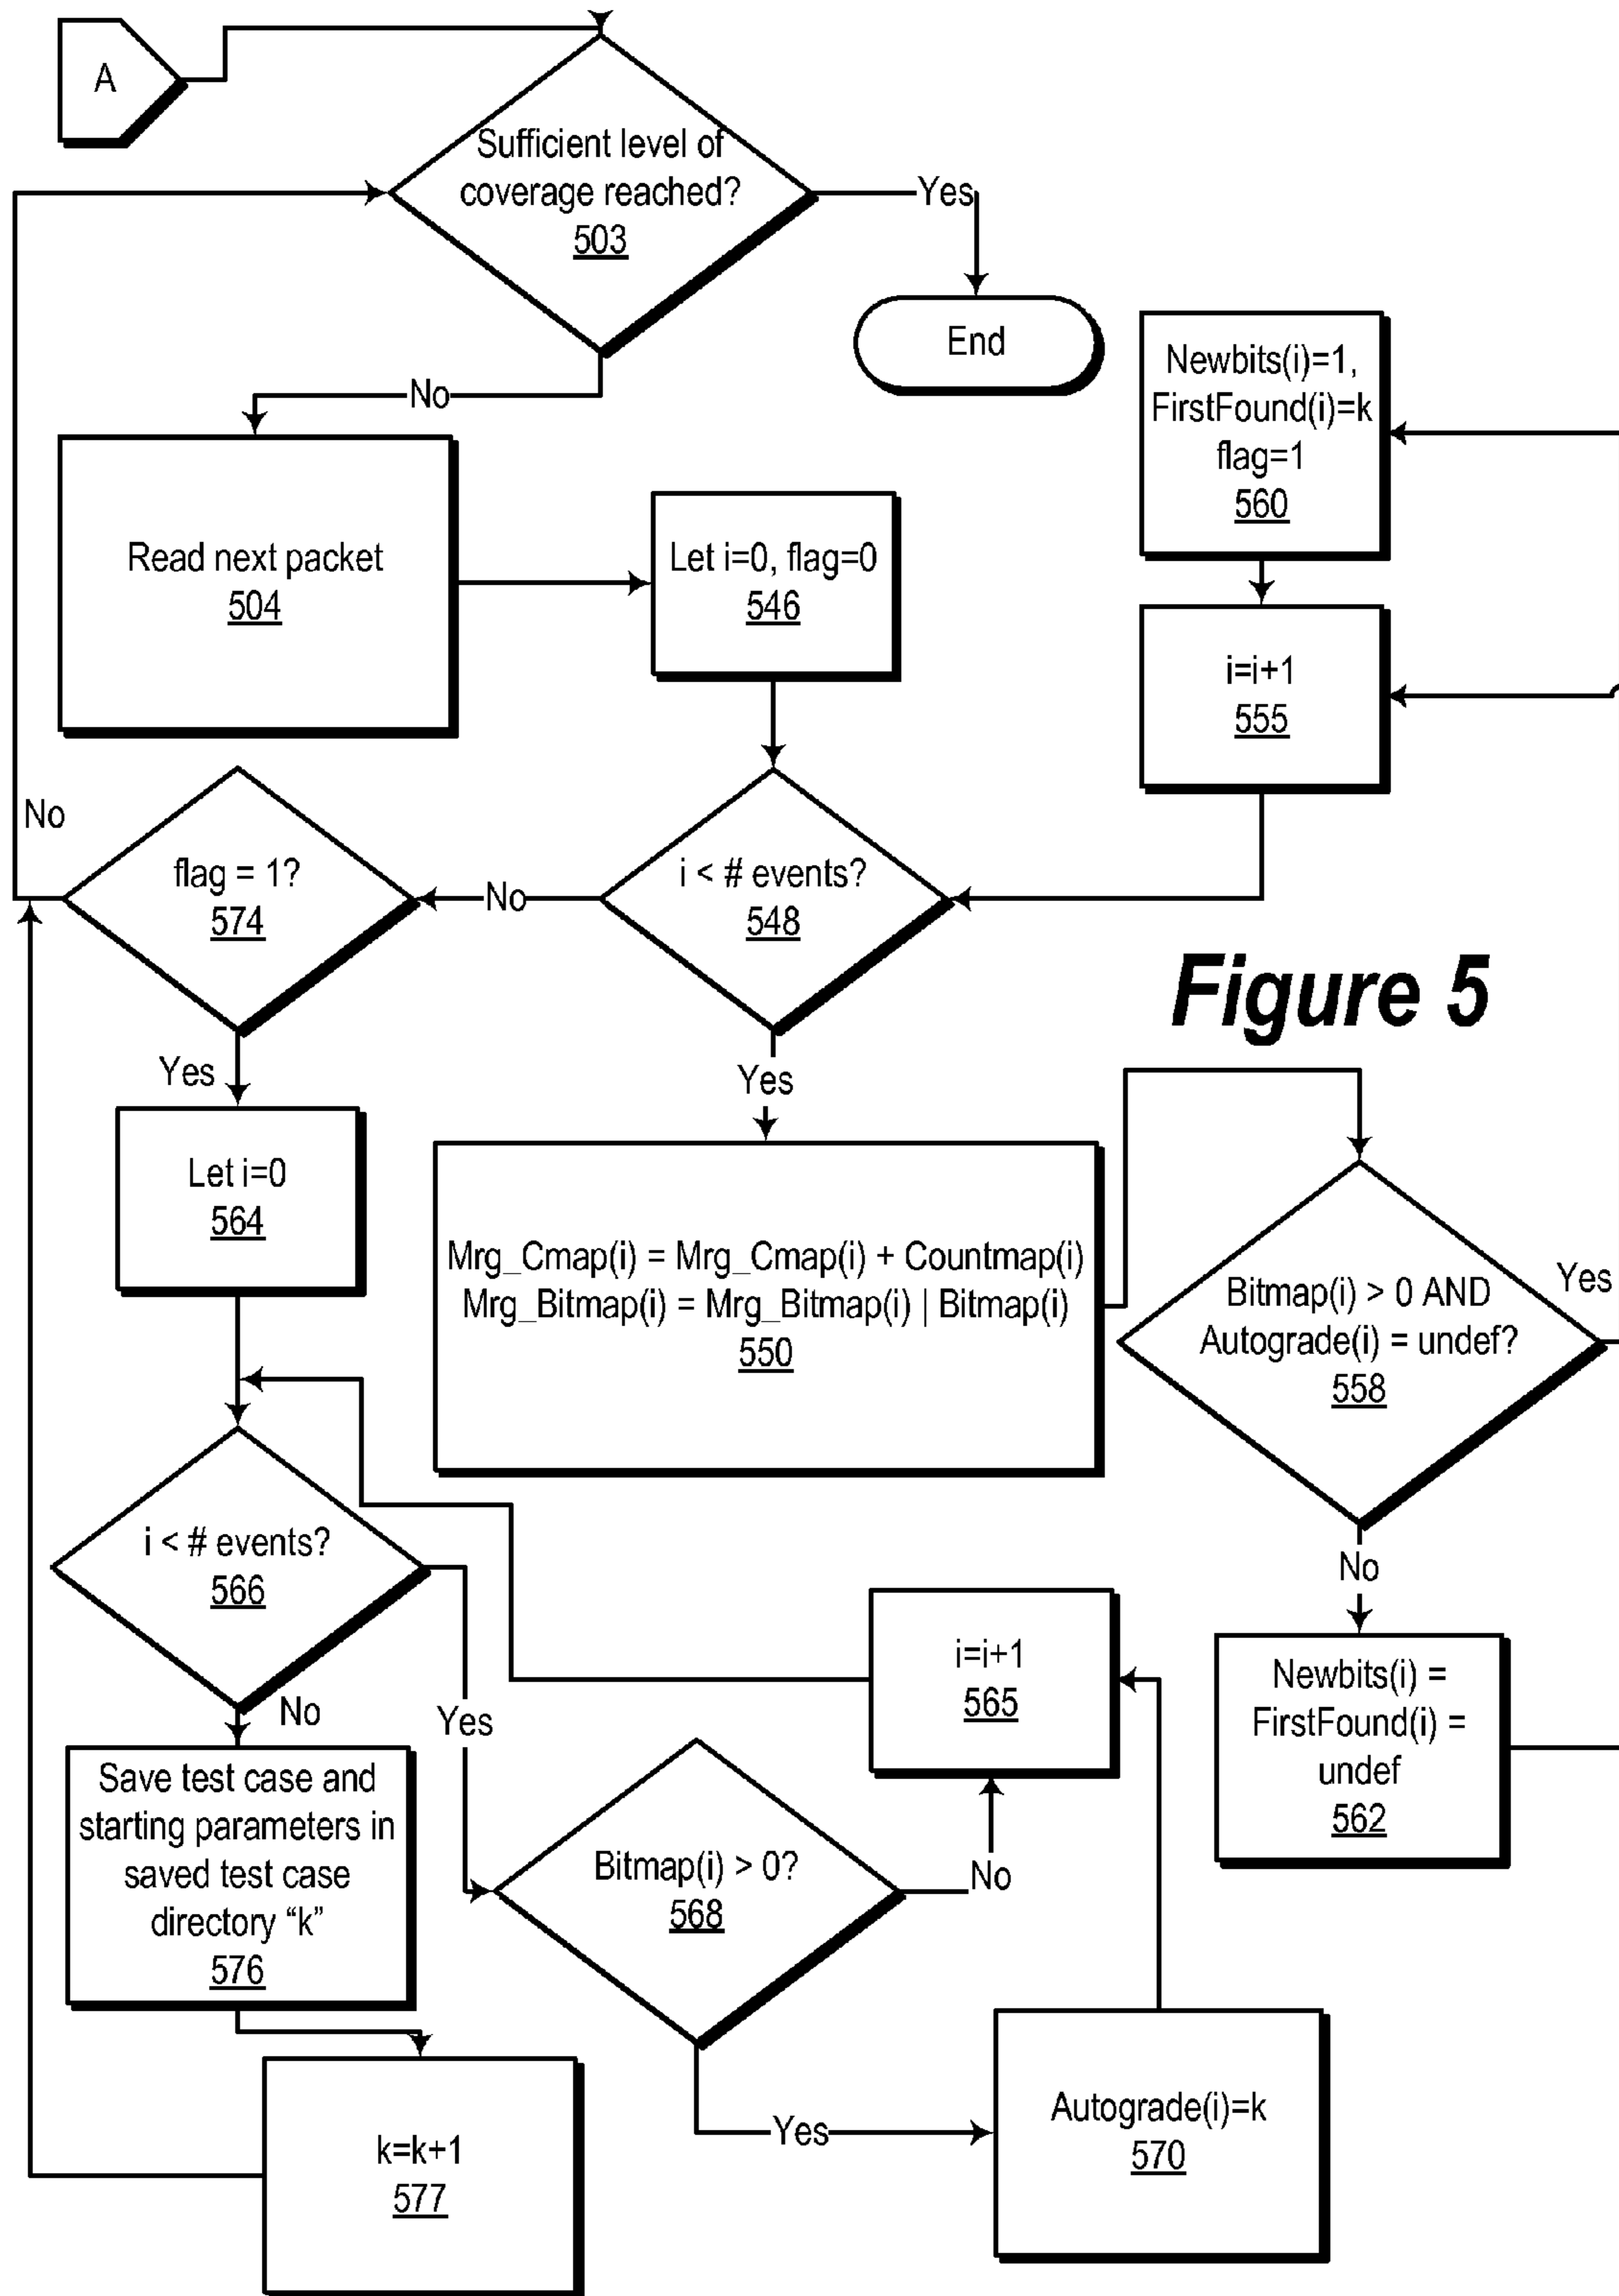 A
Sufficient level of
coverage reached?
503
Yes
End
No
Read next packet
504
Let i=0, flag=0
546
Newbits(i)=1,
FirstFound(i)=k
flag=1
560
i=i+1
555
No
flag = 1?
574
No
i < # events?
548
Figure 5
Yes
Yes
Let i=0
564
Mrg_Cmap(i) = Mrg_Cmap(i) + Countmap(i)
Mrg_Bitmap(i) = Mrg_Bitmap(i) | Bitmap(i)
550
Bitmap(i) > 0 AND
Autograde(i) = undef?
558
Yes
No
i < # events?
566
No
Yes
i=i+1
565
Newbits(i) =
FirstFound(i) =
undef
562
Save test case and
starting parameters in
saved test case
directory “k”
576
Bitmap(i) > 0?
568
No
Yes
Autograde(i)=k
570
k=k+1
577